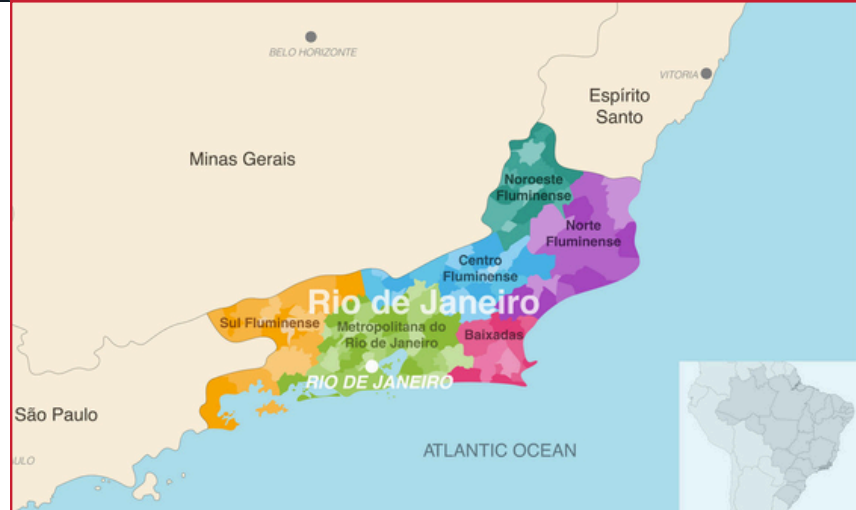 BELO HORIZONTE
VITORIA
Espírito
Santo
Minas Gerais
Noroeste
Fluminense
Norte
Fluminense
Centro
Fluminense
Rio de Janeiro
Sul Fluminense
Metropolitana do
Rio de Janeiro
Baixadas
RIO DE JANEIRO
São Paulo
ATLANTIC OCEAN
ULO